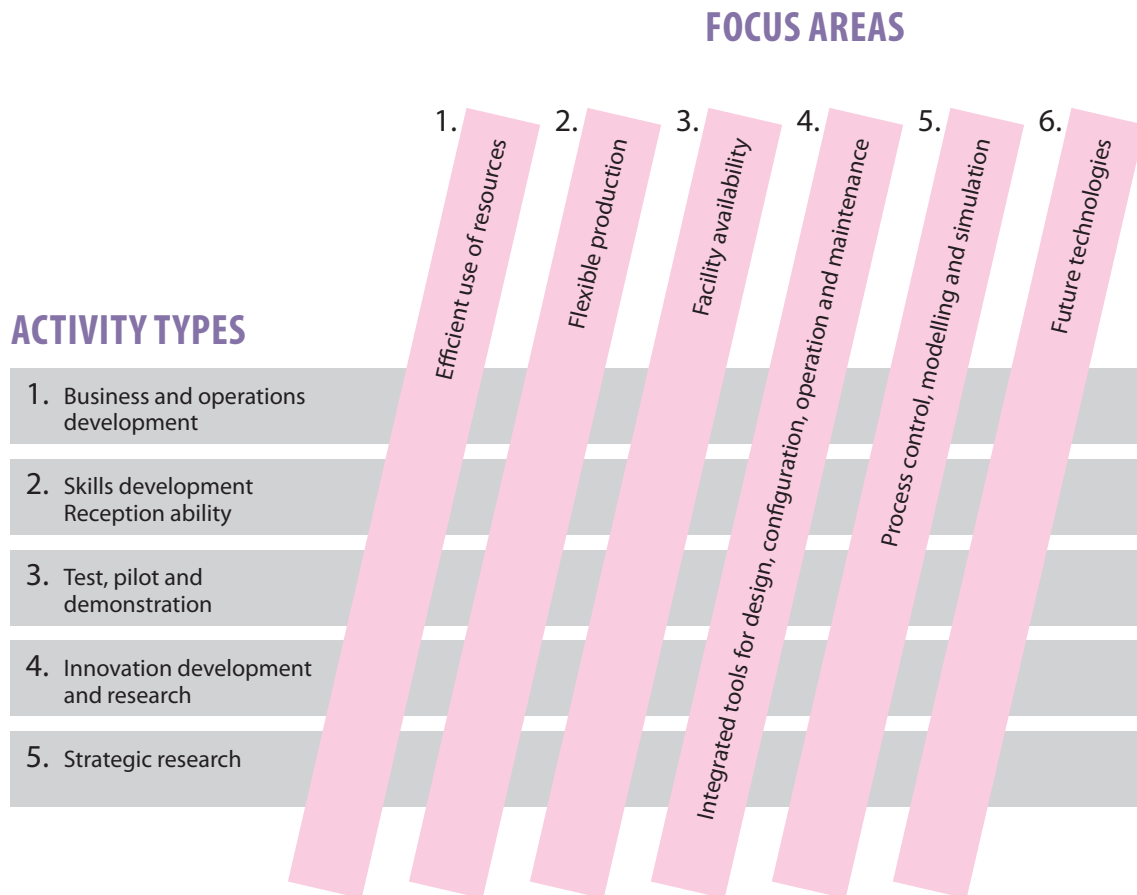 FOCUS AREAS
1. Efficient use of resources
2. Flexible production
3. Facility availability
4. Integrated tools for design, configuration, operation and maintenance
5. Process control, modelling and simulation
6. Future technologies
ACTIVITY TYPES
1. Business and operations
development
2. Skills development
Reception ability
3. Test, pilot and
demonstration
4. Innovation development
and research
5. Strategic research